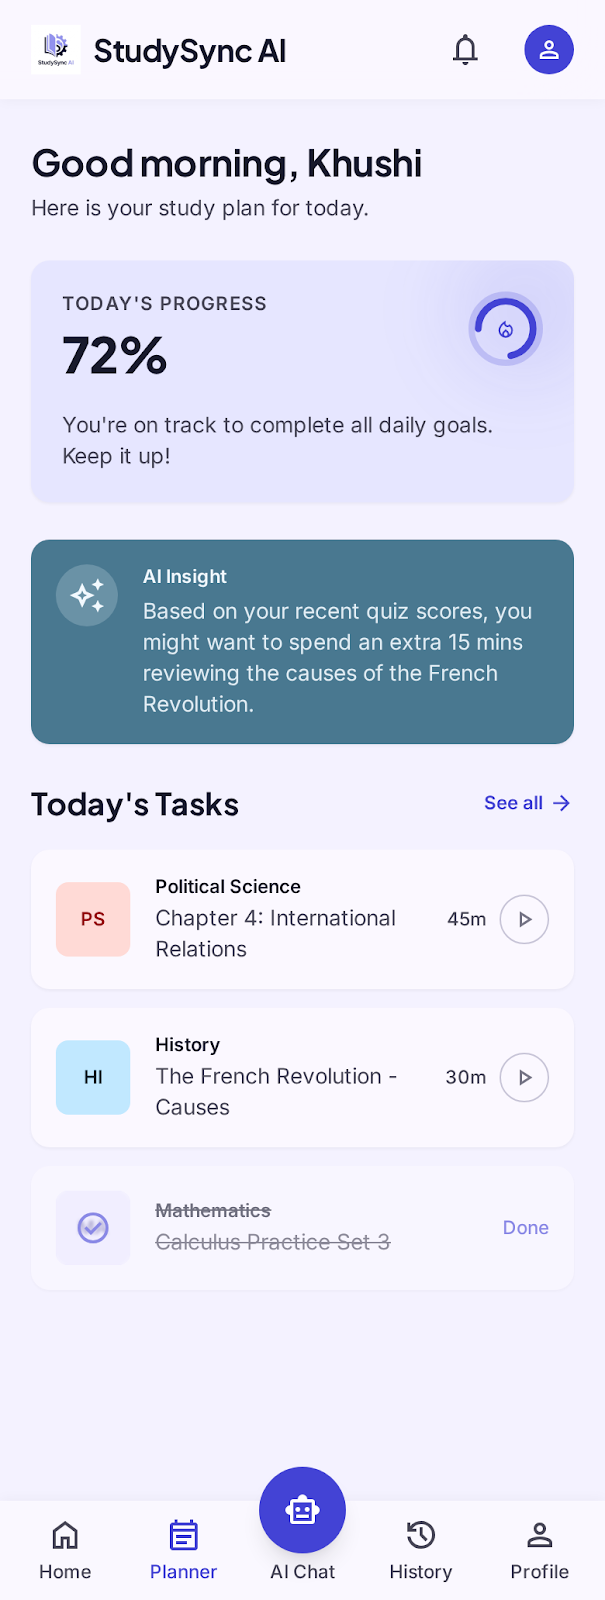 StudySync AI
StudySync AI
Good morning, Khushi
Here is your study plan for today.
TODAY'S PROGRESS
72%
You're on track to complete all daily goals.
Keep it up!
AI Insight
Based on your recent quiz scores, you
might want to spend an extra 15 mins
reviewing the causes of the French
Revolution.
Today's Tasks
See all
PS
Political Science
Chapter 4: International
Relations
45m
HI
History
The French Revolution -
Causes
30m
Mathematics
Calculus Practice Set 3
Done
Home
Planner
AI Chat
History
Profile